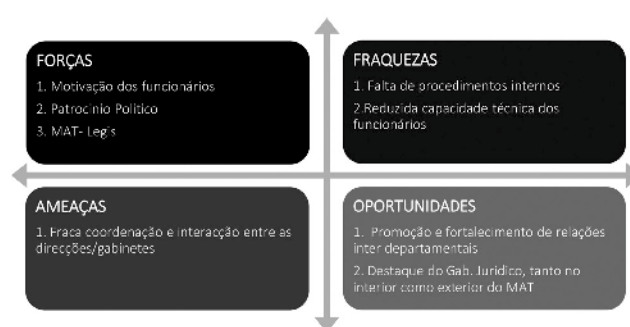 FORÇAS
1. Motivação dos funcionários
2. Patrocínio Político
3. MAT- Legis
FRAQUEZAS
1. Falta de procedimentos internos
2.Reduzida capacidade técnica dos
funcionários
AMEAÇAS
1. Fraca coordenação e interacção entre as
direcções/gabinetes
OPORTUNIDADES
1. Promoção e fortalecimento de relações
inter departamentais
2. Destaque do Gab. Juridico, tanto no
interior como exterior do MAT